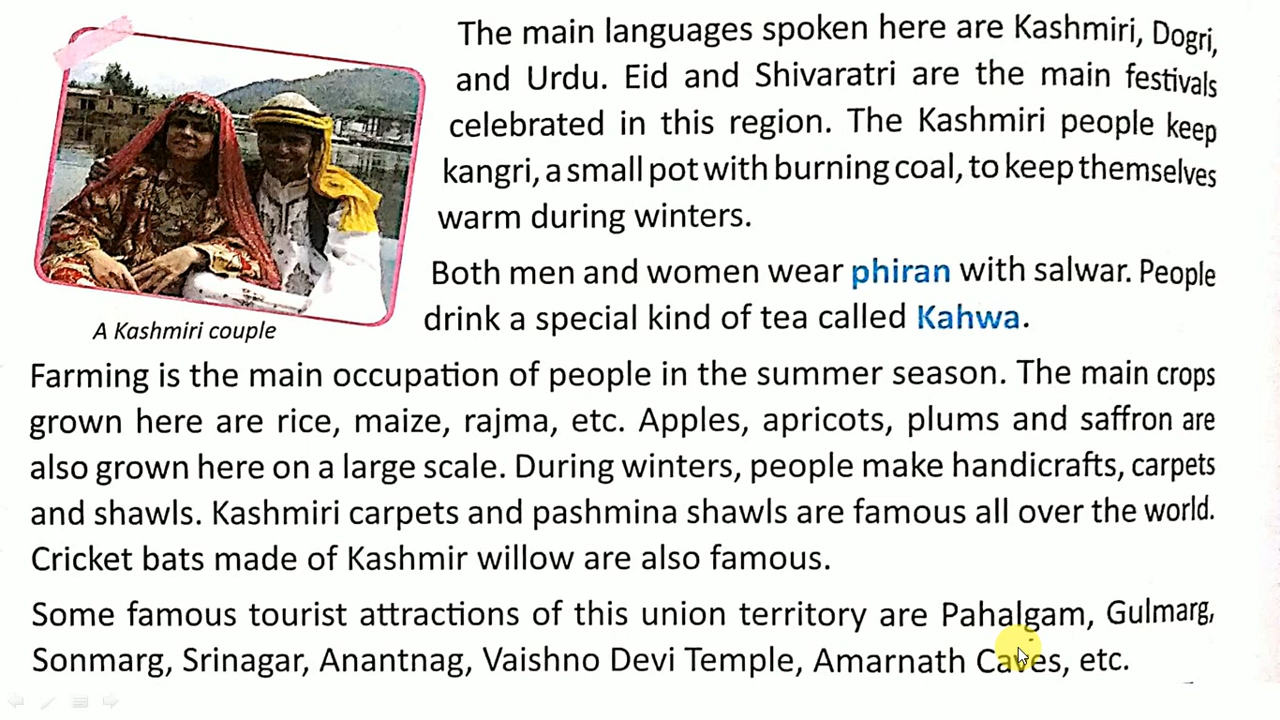 The main languages spoken here are Kashmiri, Dogri,
and Urdu. Eid and Shivaratri are the main festivals
celebrated in this region. The Kashmiri people keep
kangri, a small pot with burning coal, to keep themselves
warm during winters.
Both men and women wear phiran with salwar. People
drink a special kind of tea called Kahwa.
A Kashmiri couple
Farming is the main occupation of people in the summer season. The main crops
grown here are rice, maize, rajma, etc. Apples, apricots, plums and saffron are
also grown here on a large scale. During winters, people make handicrafts, carpets
and shawls. Kashmiri carpets and pashmina shawls are famous all over the world.
Cricket bats made of Kashmir willow are also famous.
Some famous tourist attractions of this union territory are Pahalgam, Gulmarg,
Sonmarg, Srinagar, Anantnag, Vaishno Devi Temple, Amarnath Caves, etc.